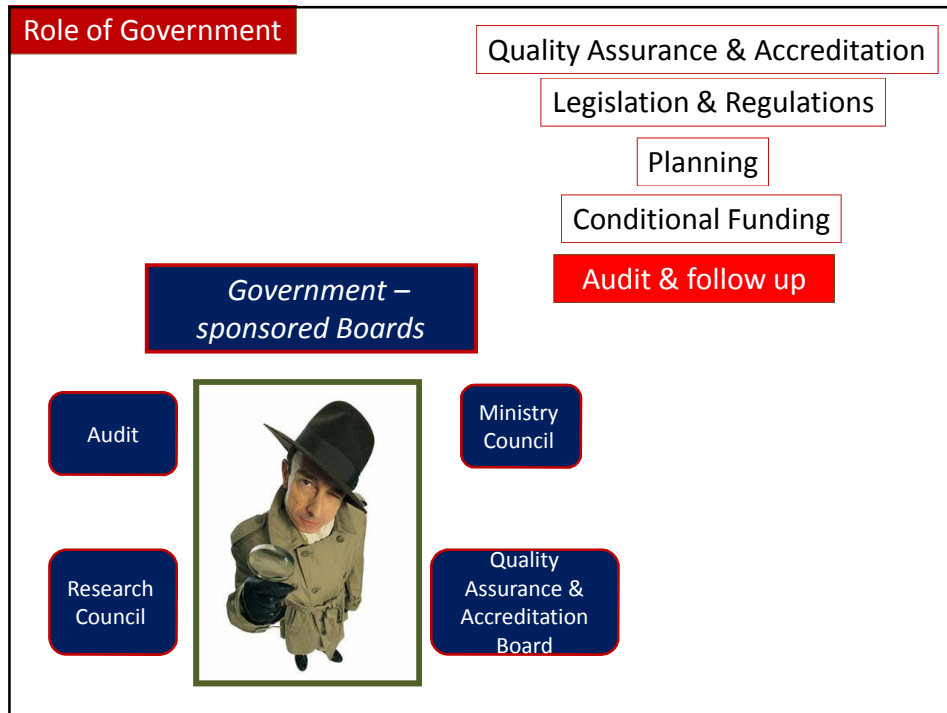 Role of Government
Quality Assurance & Accreditation
Legislation & Regulations
Planning
Conditional Funding
Audit & follow up
Government –
sponsored Boards
Audit
Ministry
Council
Research
Council
Quality
Assurance &
Accreditation
Board